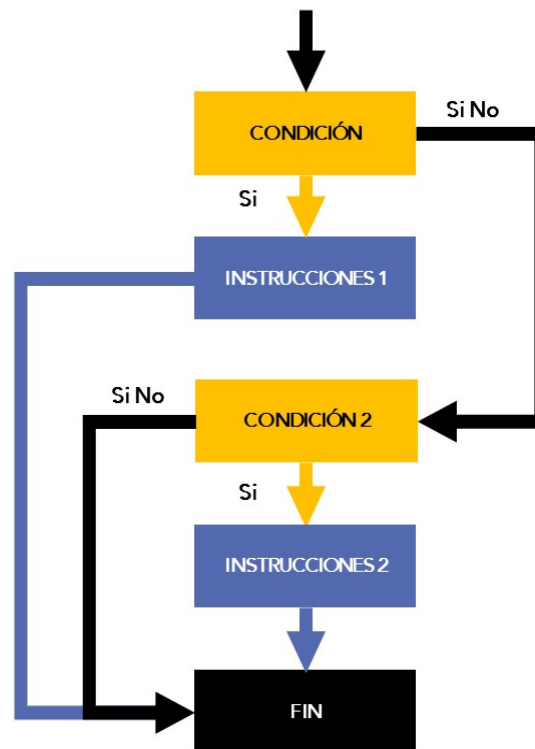 CONDICIÓN
Si No
Si
INSTRUCCIONES 1
Si No
CONDICIÓN 2
Si
INSTRUCCIONES 2
FIN